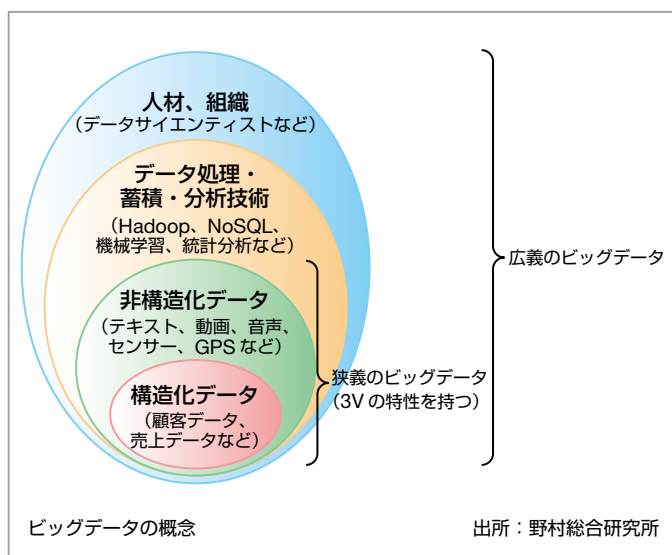 人材、組織
（データサイエンティストなど）
データ処理・
蓄積・分析技術
（Hadoop、NoSQL、
機械学習、統計分析など）
非構造化データ
（テキスト、動画、音声、
センサー、GPSなど）
構造化データ
（顧客データ、
売上データなど）
狭義のビッグデータ
（3Vの特性を持つ）
広義のビッグデータ
ビッグデータの概念
出所：野村総合研究所